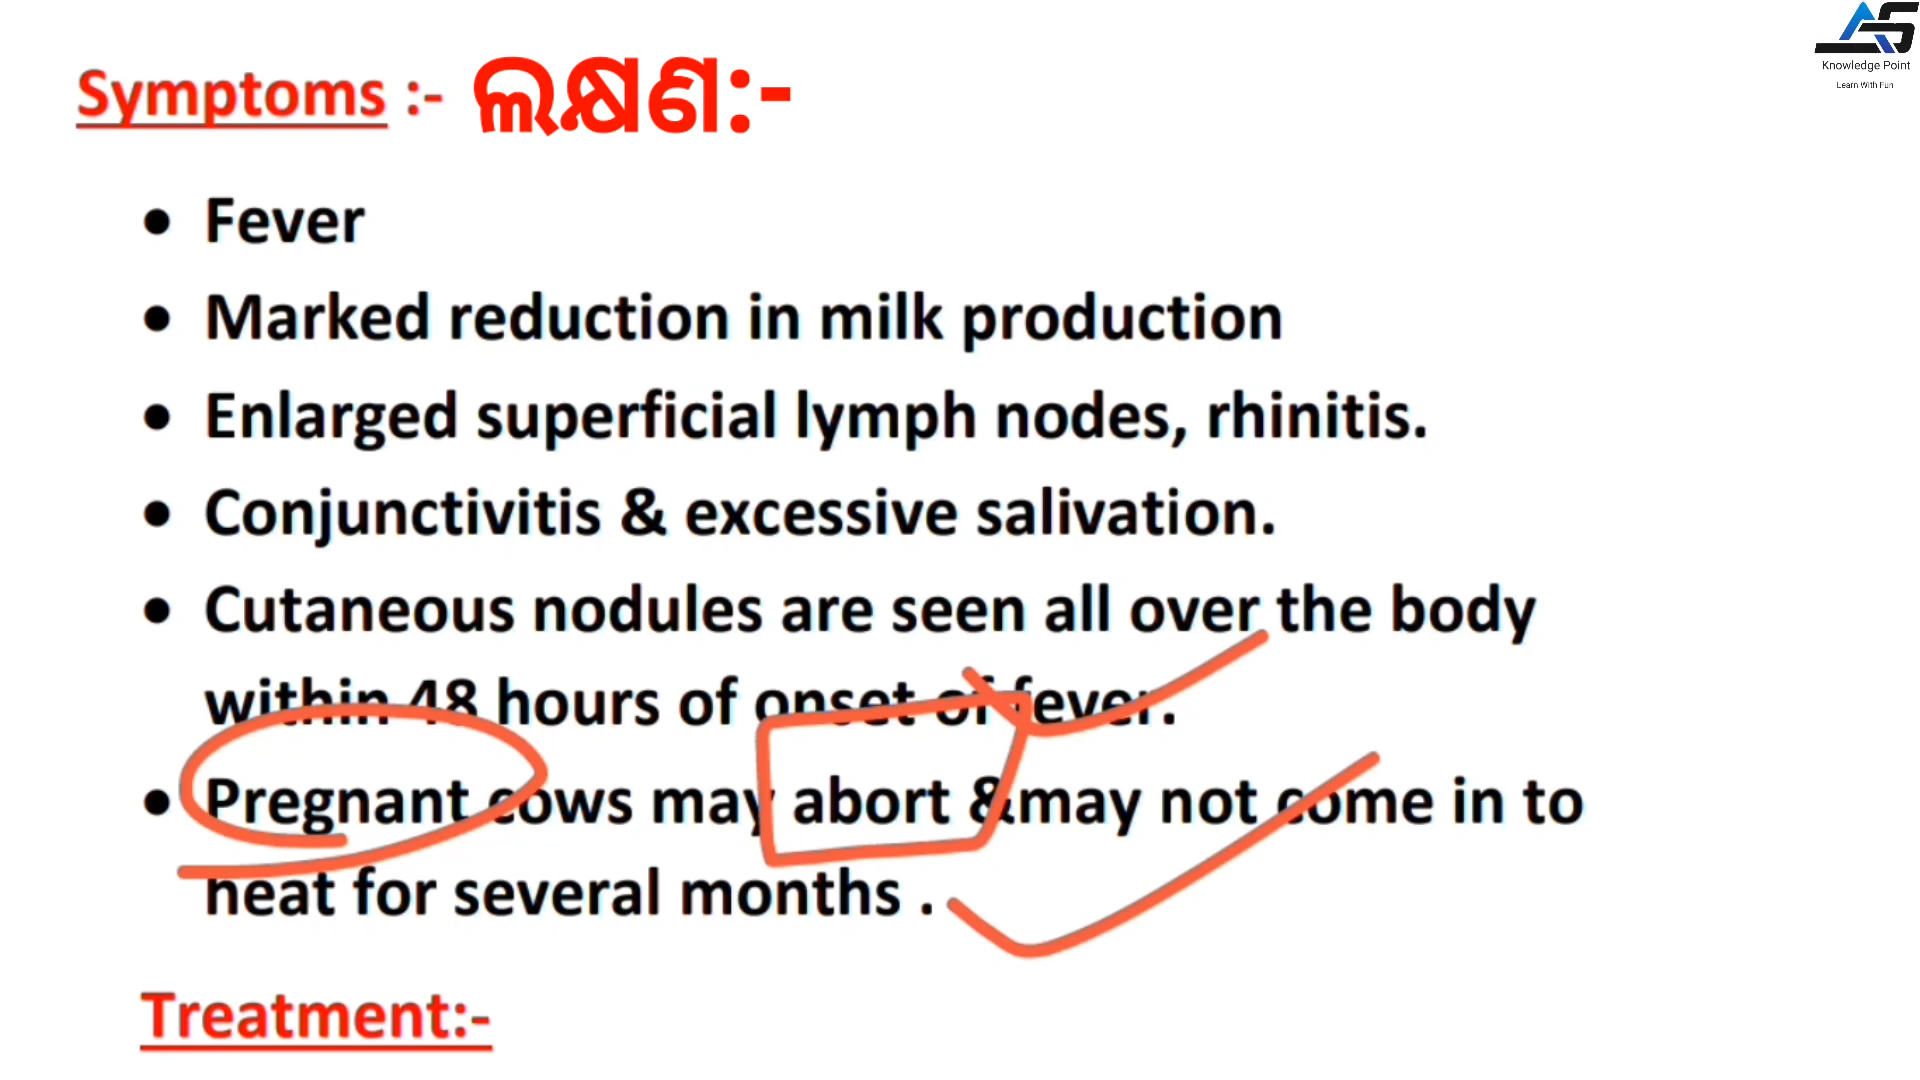 AS
Knowledge Point
Learn With Fun
Symptoms :- ଲକ୍ଷଣ:-
• Fever
• Marked reduction in milk production
• Enlarged superficial lymph nodes, rhinitis.
• Conjunctivitis & excessive salivation.
• Cutaneous nodules are seen all over the body
within 48 hours of onset of fever.
• Pregnant cows may abort &may not come in to
heat for several months .
Treatment:-